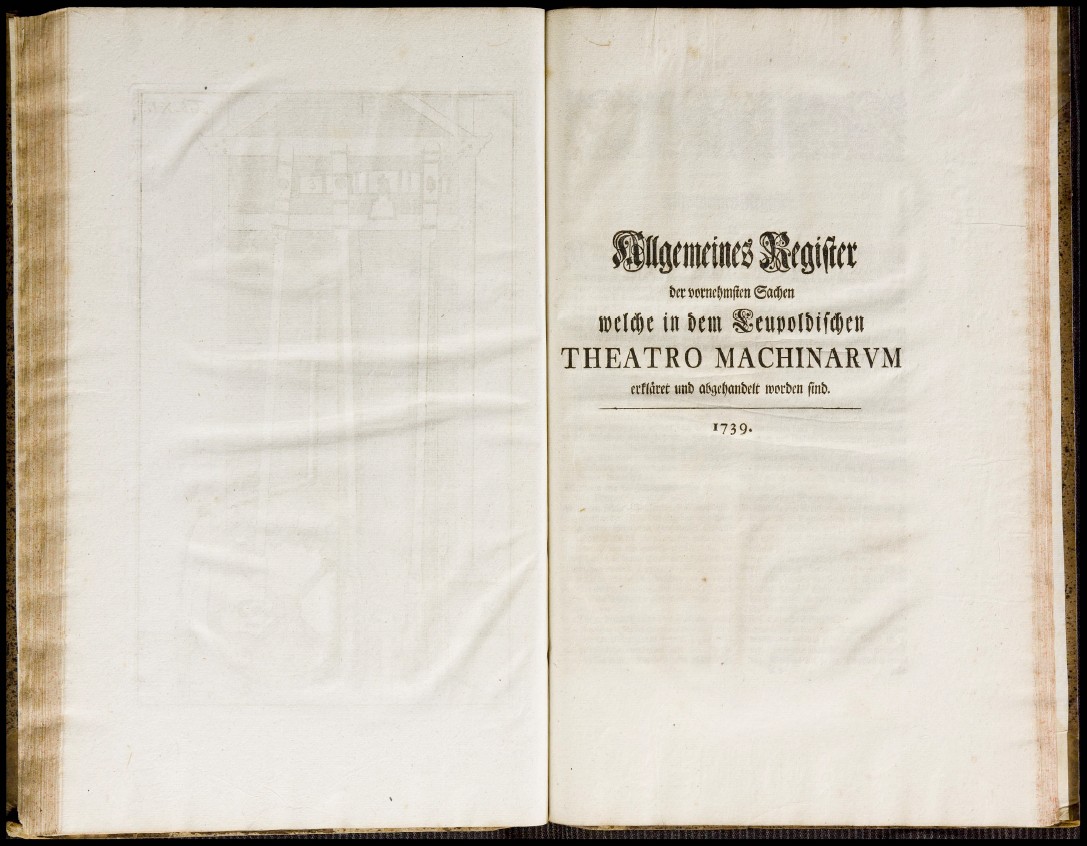 Allgemeines Regiſter
der vornehmſten Sachen
welche in dem Leupoldiſchen
THEATRO MACHINARVM
erkläret und abgehandelt worden ſind.
1739.